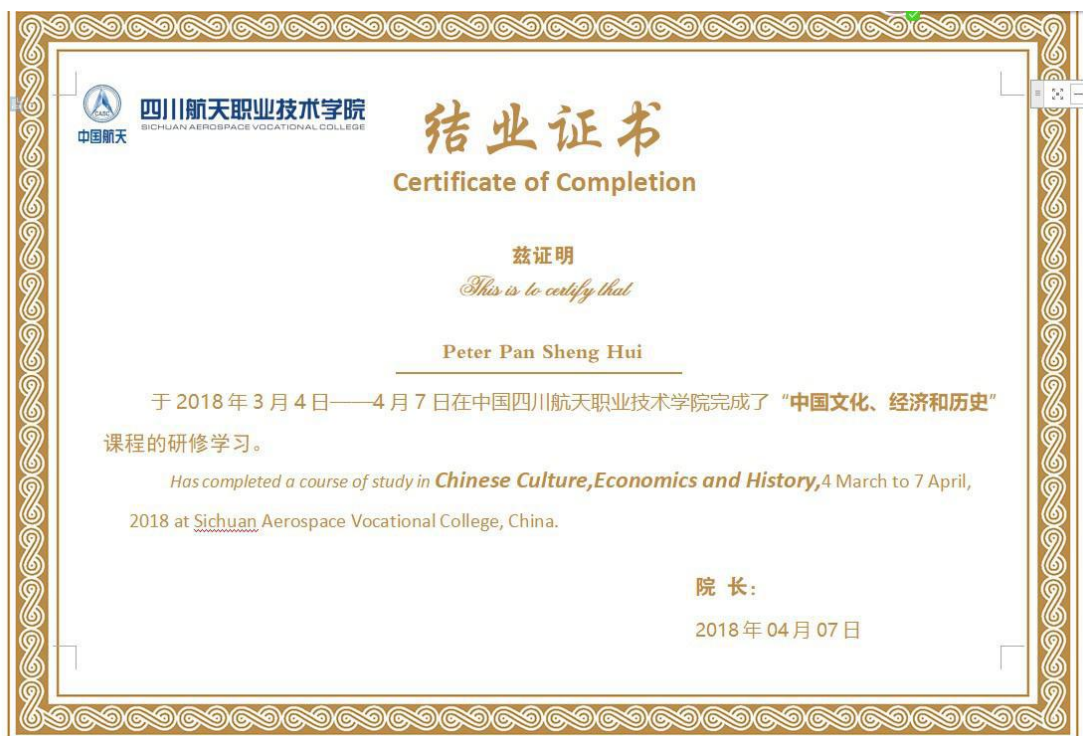 四川航天职业技术学院
SICHUAN AEROSPACE VOCATIONAL COLLEGE
CASC
中国航天
结业证书
Certificate of Completion
兹证明
This is to certify that
Peter Pan Sheng Hui
于 2018 年 3 月 4 日——4 月 7 日在中国四川航天职业技术学院完成了 “中国文化、经济和历史”
课程的研修学习。
Has completed a course of study in Chinese Culture,Economics and History,4 March to 7 April,
2018 at Sichuan Aerospace Vocational College, China.
院 长:
2018 年 04 月 07 日